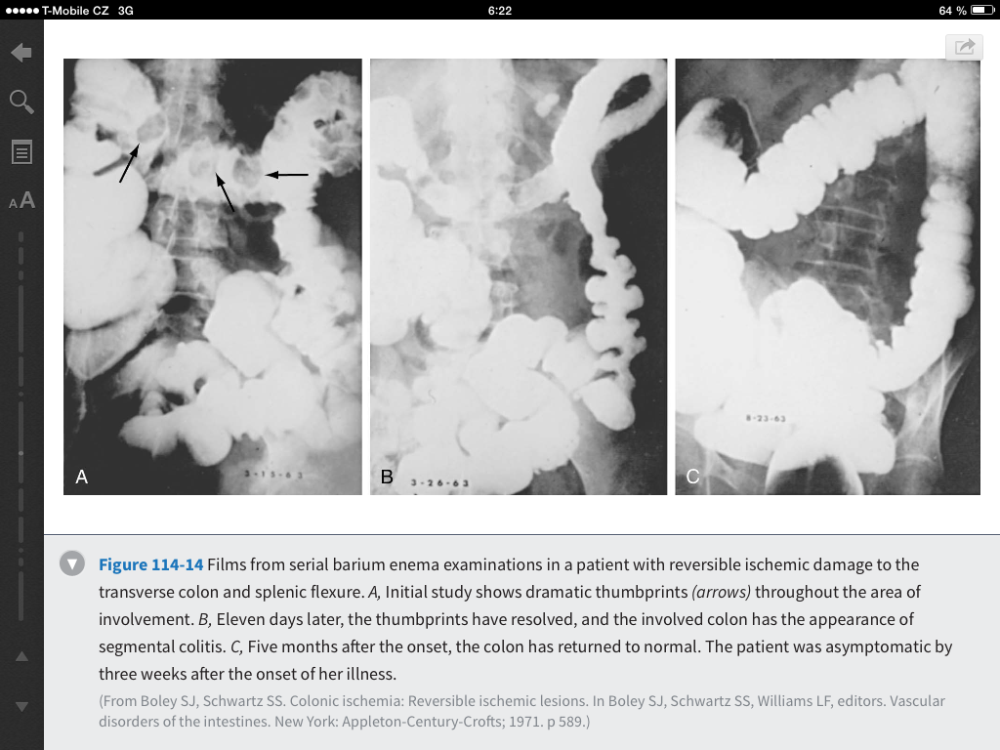 T-Mobile CZ 3G 6:22 64 %
AA
A 3-15-63
B 3-26-63
C 8-23-63
Figure 114-14 Films from serial barium enema examinations in a patient with reversible ischemic damage to the
transverse colon and splenic flexure. A, Initial study shows dramatic thumbprints (arrows) throughout the area of
involvement. B, Eleven days later, the thumbprints have resolved, and the involved colon has the appearance of
segmental colitis. C, Five months after the onset, the colon has returned to normal. The patient was asymptomatic by
three weeks after the onset of her illness.
(From Boley SJ, Schwartz SS. Colonic ischemia: Reversible ischemic lesions. In Boley SJ, Schwartz SS, Williams LF, editors. Vascular
disorders of the intestines. New York: Appleton-Century-Crofts; 1971. p 589.)